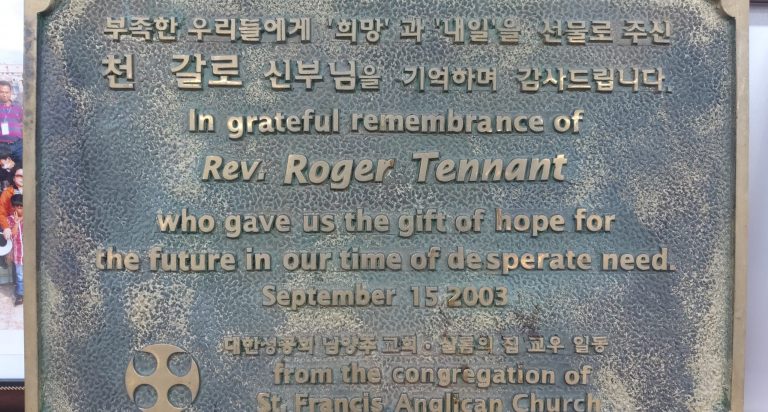 부족한 우리들에게 '희망'과 '내일'을 선물로 주신
천 갈로 신부님을 기억하며 감사드립니다.
In grateful remembrance of
Rev. Roger Tennant
who gave us the gift of hope for
the future in our time of desperate need.
September 15,2003
대한성공회 남양주교회·샬롬의 집 교우 일동
from the congregation of
St. Francis Anglican Church